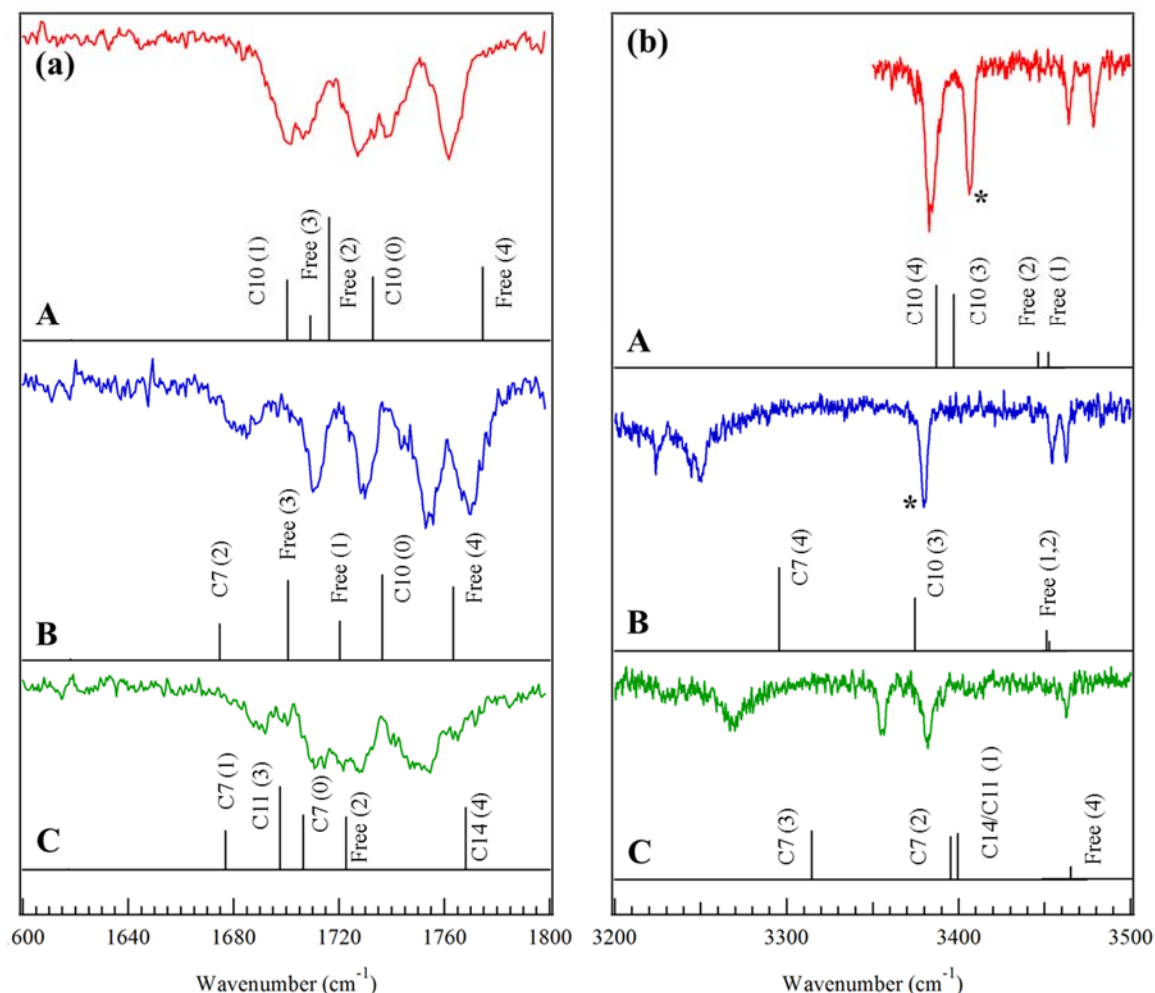 (a)
C10 (1)
Free (3)
Free (2)
C10 (0)
Free (4)
A
C7 (2)
Free (3)
Free (1)
C10 (0)
Free (4)
B
C7 (1)
C11 (3)
C7 (0)
Free (2)
C14 (4)
C
600 1640 1680 1720 1760 1800
Wavenumber (cm-1)
(b)
*
C10 (4)
C10 (3)
Free (2)
Free (1)
A
*
C7 (4)
C10 (3)
Free (1,2)
B
C7 (3)
C7 (2)
C14/C11 (1)
Free (4)
C
3200 3300 3400 3500
Wavenumber (cm-1)